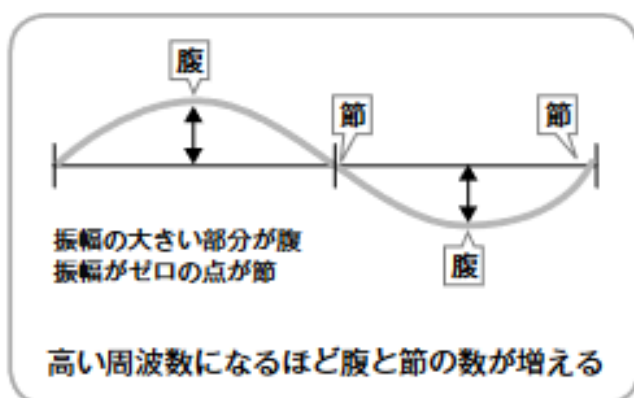 腹
節
節
振幅の大きい部分が腹
振幅がゼロの点が節
腹
高い周波数になるほど腹と節の数が増える